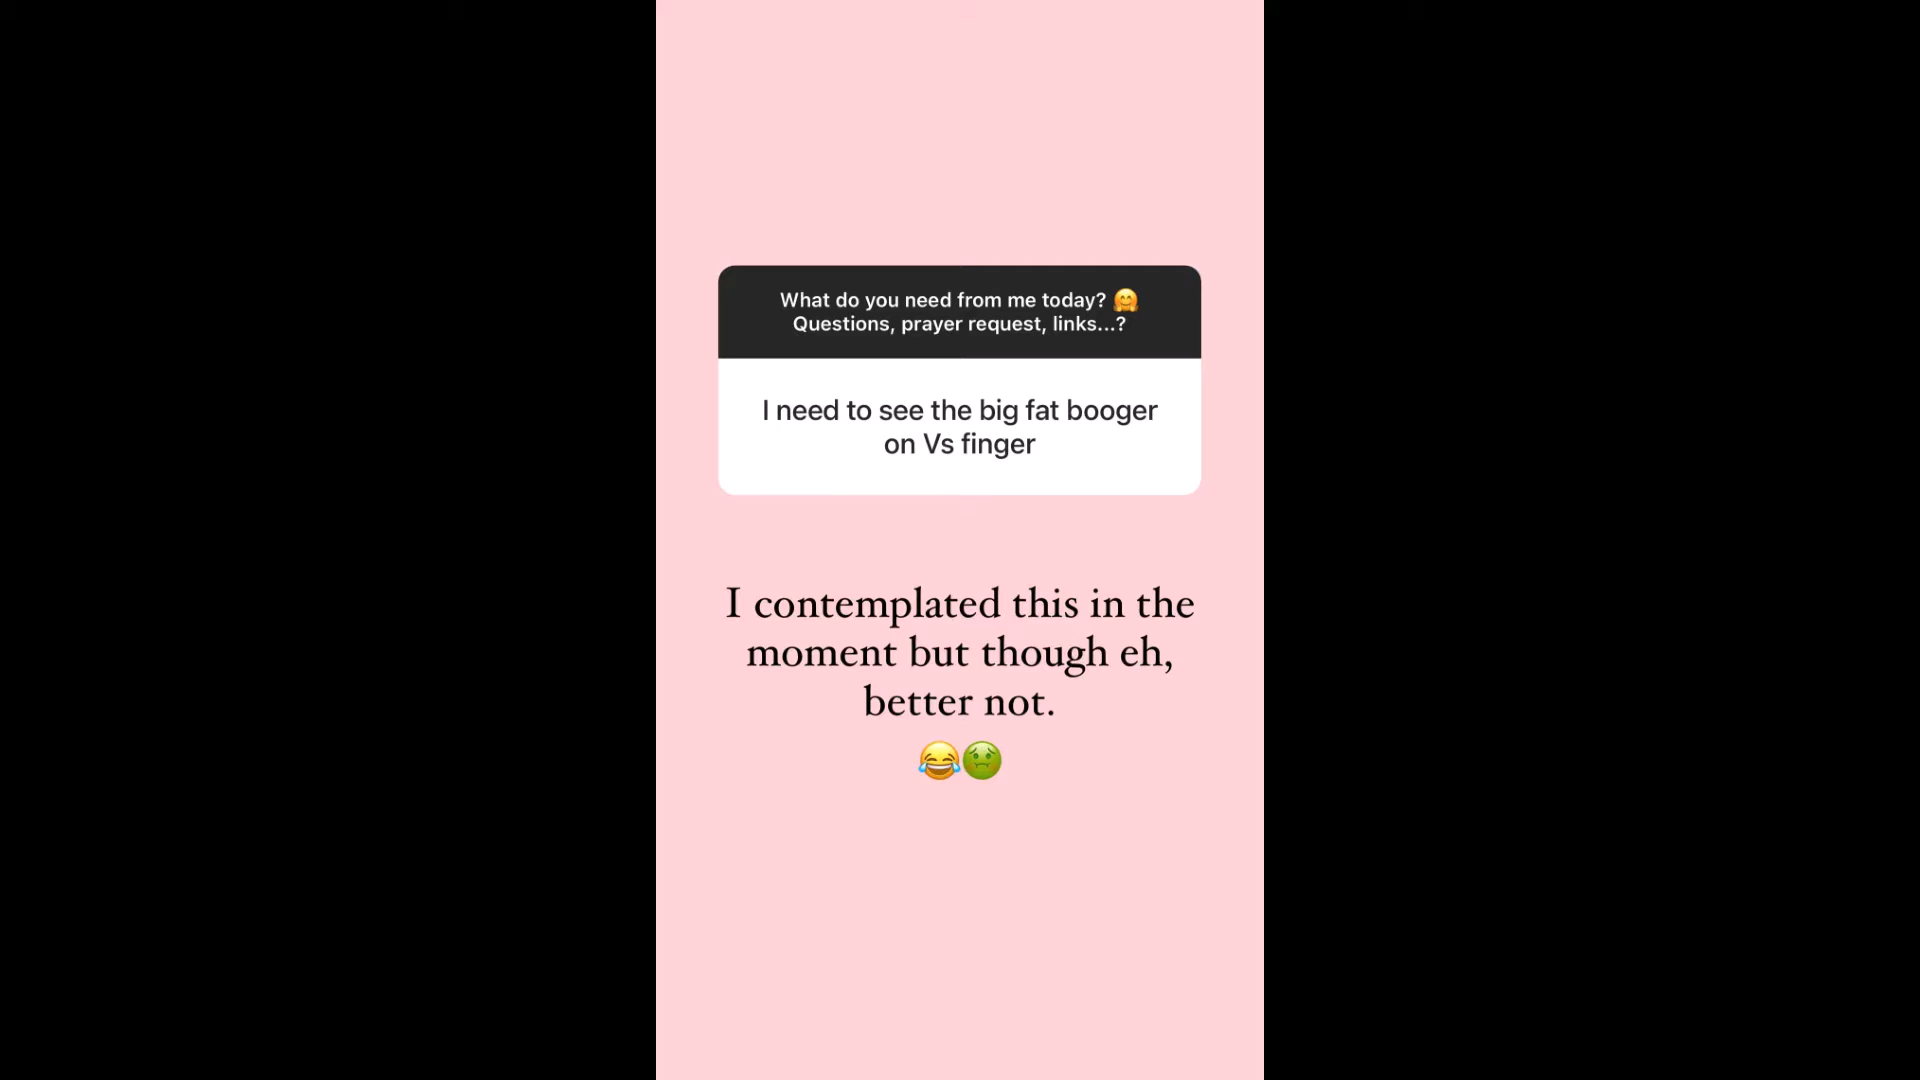 What do you need from me today? 🤗
Questions, prayer request, links...?
I need to see the big fat booger
on Vs finger
I contemplated this in the
moment but though eh,
better not.
😂🤢